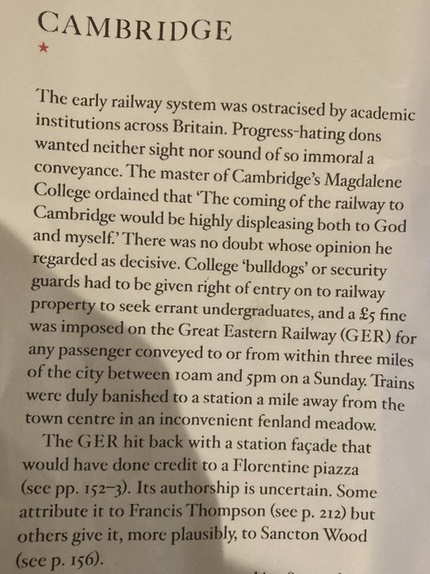 CAMBRIDGE
The early railway system was ostracised by academic
institutions across Britain. Progress-hating dons
wanted neither sight nor sound of so immoral a
conveyance. The master of Cambridge's Magdalene
College ordained that 'The coming of the railway to
Cambridge would be highly displeasing both to God
and myself.' There was no doubt whose opinion he
regarded as decisive. College 'bulldogs' or security
guards had to be given right of entry on to railway
property to seek errant undergraduates, and a £5 fine
was imposed on the Great Eastern Railway (GER) for
any passenger conveyed to or from within three miles
of the city between 10am and 5pm on a Sunday. Trains
were duly banished to a station a mile away from the
town centre in an inconvenient fenland meadow.
The GER hit back with a station façade that
would have done credit to a Florentine piazza
(see pp. 152–3). Its authorship is uncertain. Some
attribute it to Francis Thompson (see p. 212) but
others give it, more plausibly, to Sancton Wood
(see p. 156).